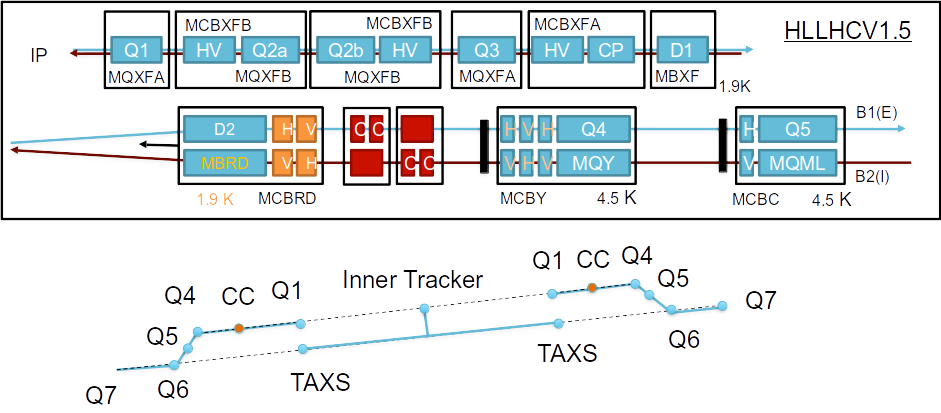 HLLHCV1.5
MCBXFB MCBXFB MCBXFA
IP Q1 HV Q2a Q2b HV Q3 HV CP D1
MQXFA MQXFB MQXFB MQXFA MBXF 1.9K
B1(E)
D2 H V C C H V H Q4 H Q5
MBRD V H C C V H V MQY V MQML
B2(I)
1.9 K MCBRD MCBY 4.5 K MCBC 4.5 K
Q1 CC Q4
Inner Tracker
Q5
Q4 CC Q1 Q7
Q5 Q6
TAXS
Q7 Q6 TAXS